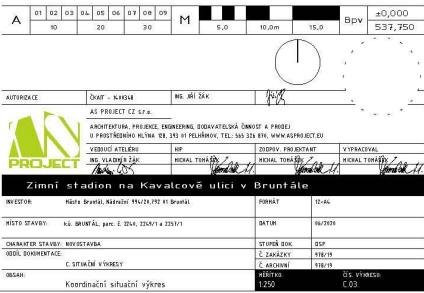 A 01 02 03 04 05 06 07 08 09 M Bpv ±0,000
10 20 30 5,0 10,0m 15,0 537,750
AUTORIZACE ČKAIT - 1400348 ING. JIŘÍ ŽÁK
AS PROJECT CZ s.r.o.
ARCHITEKTURA, PROJEKCE, ENGINEERING, DODAVATELSKÁ ČINNOST A PRODEJ
U PROSTŘEDNÍHO MLÝNA 128, 393 01 PELHŘIMOV, TEL.: 565 326 870, WWW.ASPROJECT.EU
PROJECT
VEDOUCÍ ATELIÉRU HIP ZODPOV. PROJEKTANT VYPRACOVAL
ING. VLADIMÍR ŽÁK MICHAL TOMÁŠEK MICHAL TOMÁŠEK MICHAL TOMÁŠEK
Zimní stadion na Kavalcově ulici v Bruntále
INVESTOR: Město Bruntál, Nádražní 994/20, 792 01 Bruntál FORMÁT 12×A4
MÍSTO STAVBY: k.ú. BRUNTÁL, parc. č. 2240, 2249/1 a 2251/1 DATUM 06/2020
CHARAKTER STAVBY: NOVOSTAVBA STUPEŇ DOK. DSP
ODDÍL DOKUMENTACE: Č. ZAKÁZKY 978/19
C. SITUAČNÍ VÝKRESY Č. ARCHIVNÍ 978/19
OBSAH: MĚŘÍTKO: ČÍS. VÝKRESU:
Koordinační situační výkres 1:250 C.03